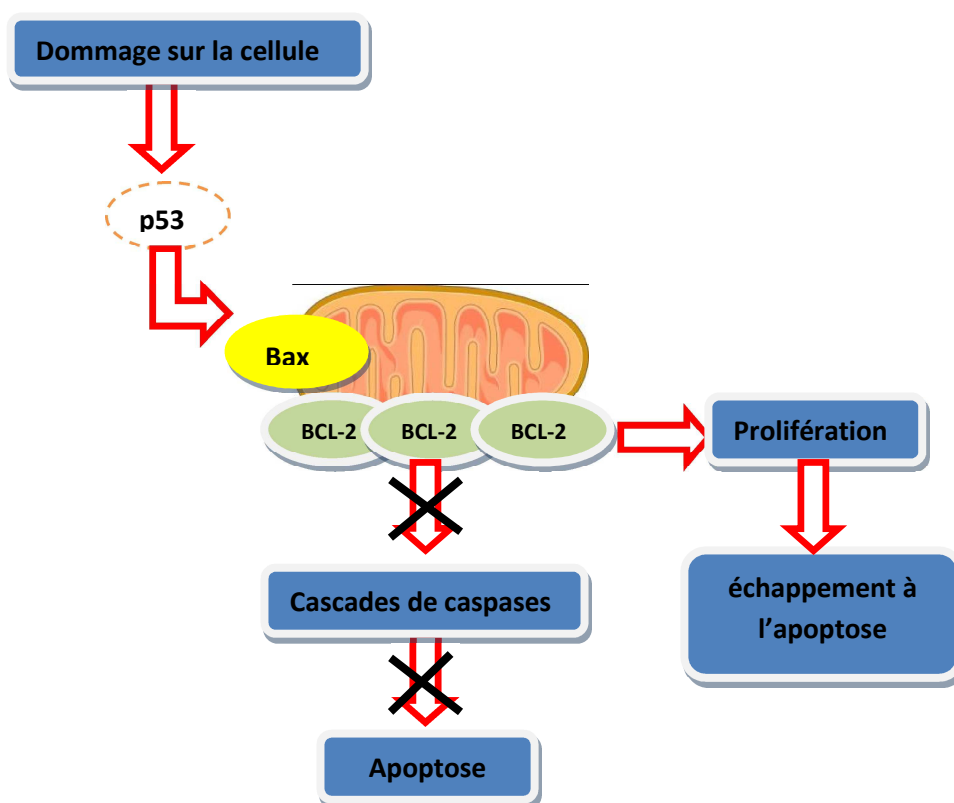 Dommage sur la cellule
p53
Bax
BCL-2 BCL-2 BCL-2
Prolifération
Cascades de caspases
échappement à
l’apoptose
Apoptose